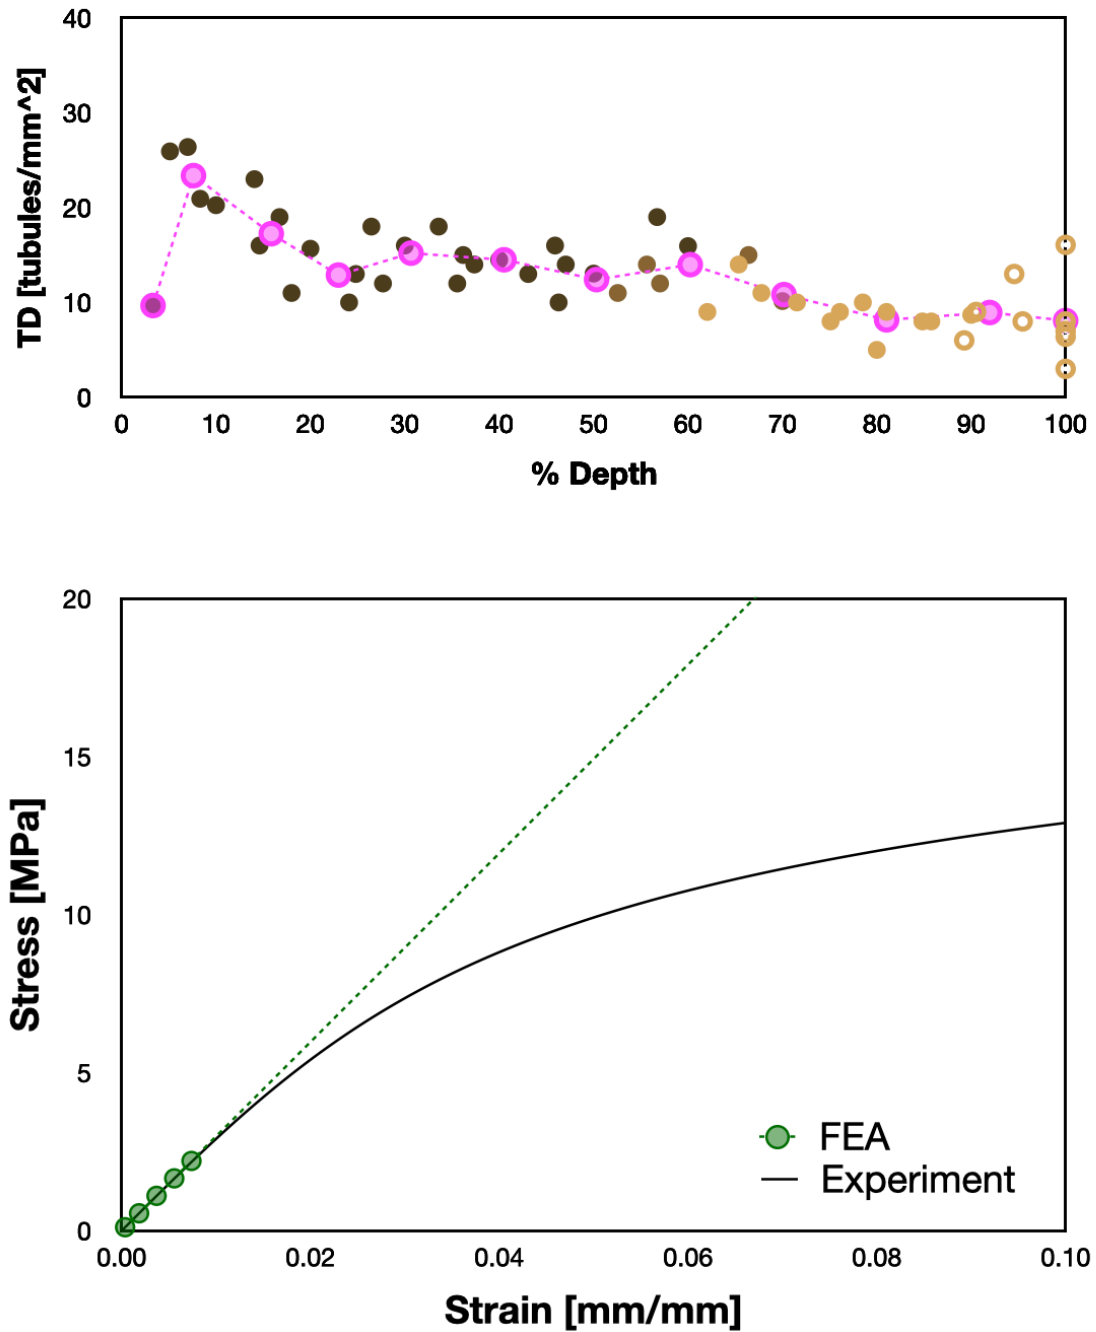 TD [tubules/mm^2]
40
30
20
10
0
0 10 20 30 40 50 60 70 80 90 100
% Depth
Stress [MPa]
20
15
10
5
0
FEA
Experiment
0.00 0.02 0.04 0.06 0.08 0.10
Strain [mm/mm]